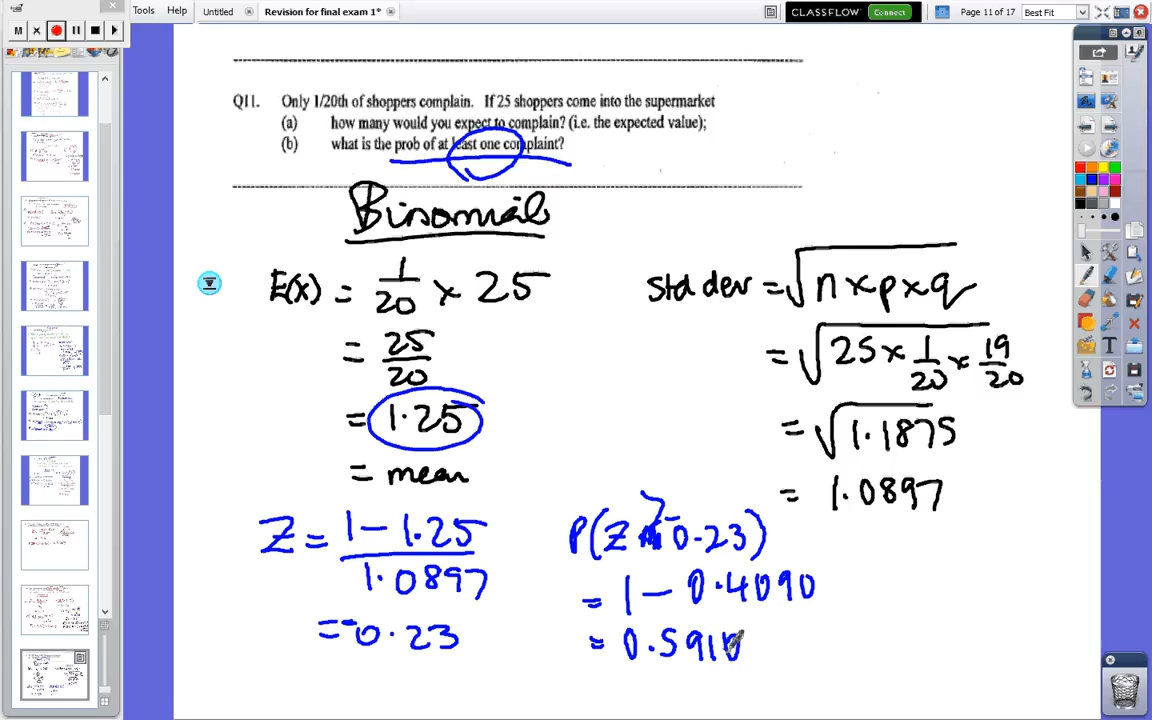 M
Tools Help
Untitled
Revision for final exam 1*
CLASSFLOW Connect
Page 11 of 17
Best Fit
Q11. Only 1/20th of shoppers complain. If 25 shoppers come into the supermarket
(a) how many would you expect to complain? (i.e. the expected value);
(b) what is the prob of at least one complaint?
Binomial
E(x) = 1/20 × 25
= 25/20
= 1.25
= mean
Std dev = √n×p×q
= √25 × 1/20 × 19/20
= √1.1875
= 1.0897
Z = 1 - 1.25 / 1.0897
= -0.23
P(Z > -0.23)
= 1 - 0.4090
= 0.5910